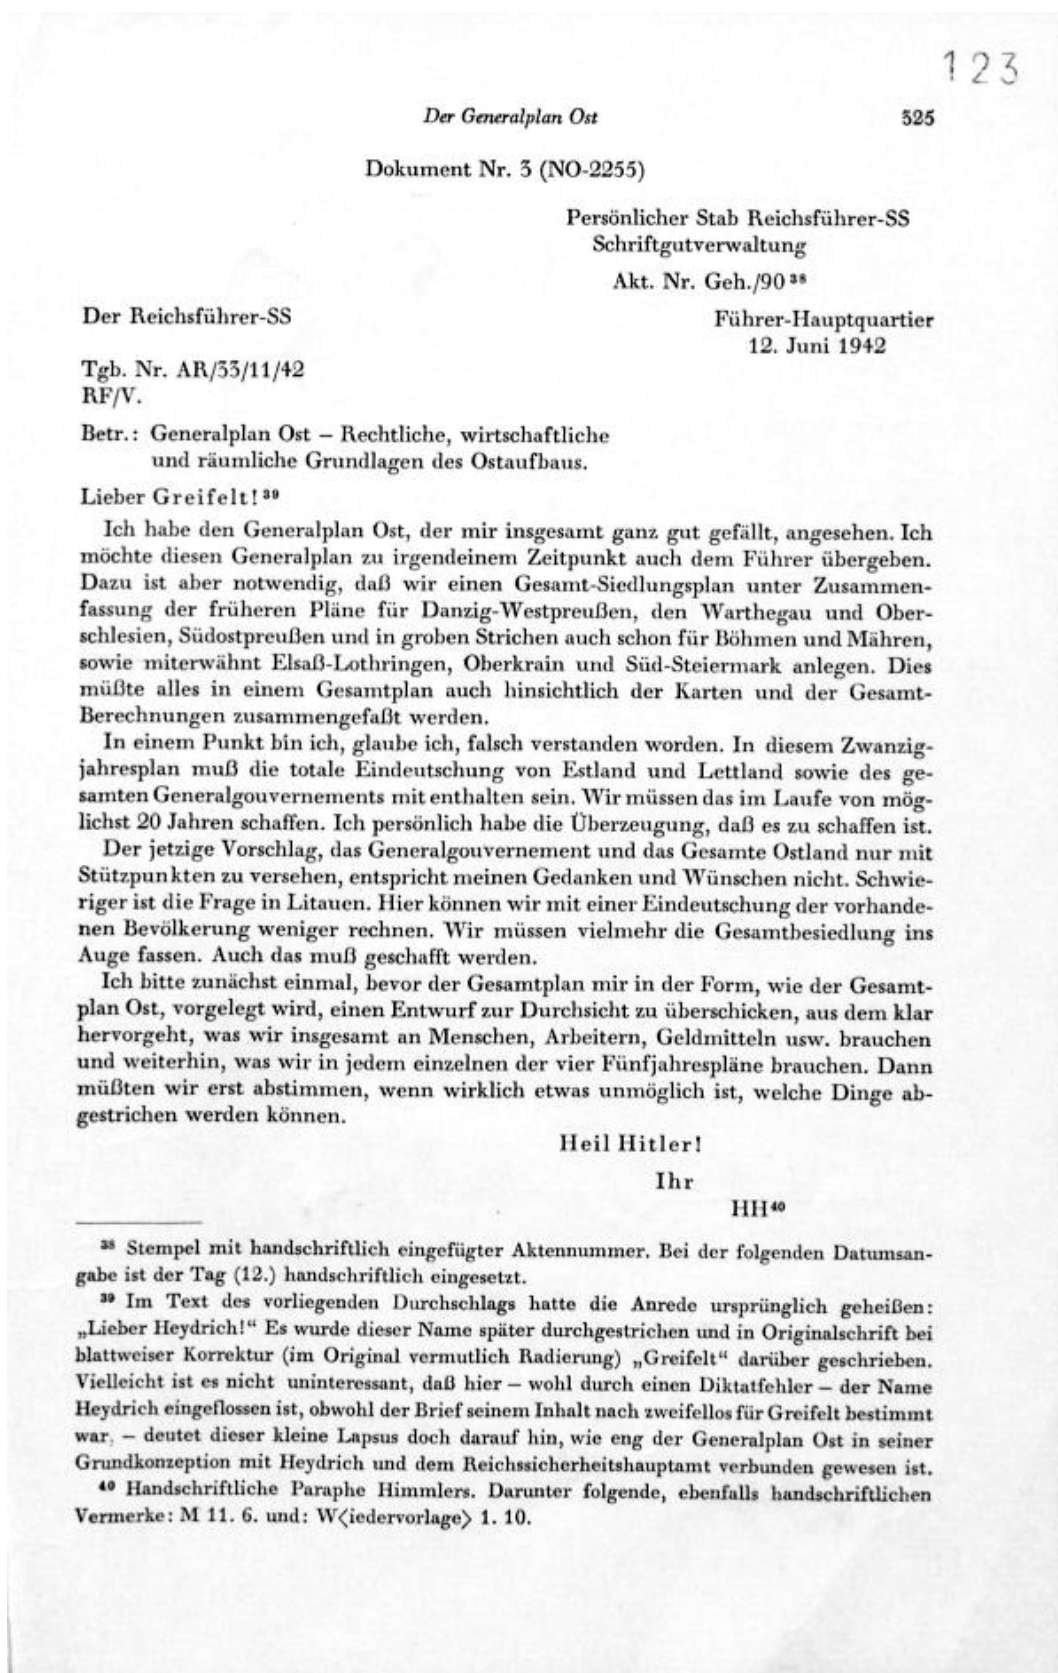 123
Der Generalplan Ost 325
Dokument Nr. 3 (NO-2255)
Persönlicher Stab Reichsführer-SS
Schriftgutverwaltung
Akt. Nr. Geh./90 ³⁸
Der Reichsführer-SS
Führer-Hauptquartier
12. Juni 1942
Tgb. Nr. AR/33/11/42
RF/V.
Betr.: Generalplan Ost – Rechtliche, wirtschaftliche
und räumliche Grundlagen des Ostaufbaus.
Lieber Greifelt! ³⁹
Ich habe den Generalplan Ost, der mir insgesamt ganz gut gefällt, angesehen. Ich
möchte diesen Generalplan zu irgendeinem Zeitpunkt auch dem Führer übergeben.
Dazu ist aber notwendig, daß wir einen Gesamt-Siedlungsplan unter Zusammen-
fassung der früheren Pläne für Danzig-Westpreußen, den Warthegau und Ober-
schlesien, Südostpreußen und in groben Strichen auch schon für Böhmen und Mähren,
sowie miterwähnt Elsaß-Lothringen, Oberkrain und Süd-Steiermark anlegen. Dies
müßte alles in einem Gesamtplan auch hinsichtlich der Karten und der Gesamt-
Berechnungen zusammengefaßt werden.
In einem Punkt bin ich, glaube ich, falsch verstanden worden. In diesem Zwanzig-
jahresplan muß die totale Eindeutschung von Estland und Lettland sowie des ge-
samten Generalgouvernements mit enthalten sein. Wir müssen das im Laufe von mög-
lichst 20 Jahren schaffen. Ich persönlich habe die Überzeugung, daß es zu schaffen ist.
Der jetzige Vorschlag, das Generalgouvernement und das Gesamte Ostland nur mit
Stützpunkten zu versehen, entspricht meinen Gedanken und Wünschen nicht. Schwie-
riger ist die Frage in Litauen. Hier können wir mit einer Eindeutschung der vorhande-
nen Bevölkerung weniger rechnen. Wir müssen vielmehr die Gesamtbesiedlung ins
Auge fassen. Auch das muß geschafft werden.
Ich bitte zunächst einmal, bevor der Gesamtplan mir in der Form, wie der Gesamt-
plan Ost, vorgelegt wird, einen Entwurf zur Durchsicht zu überschicken, aus dem klar
hervorgeht, was wir insgesamt an Menschen, Arbeitern, Geldmitteln usw. brauchen
und weiterhin, was wir in jedem einzelnen der vier Fünfjahrespläne brauchen. Dann
müßten wir erst abstimmen, wenn wirklich etwas unmöglich ist, welche Dinge ab-
gestrichen werden können.
Heil Hitler!
Ihr
HH ⁴⁰
³⁸ Stempel mit handschriftlich eingefügter Aktennummer. Bei der folgenden Datumsan-
gabe ist der Tag (12.) handschriftlich eingesetzt.
³⁹ Im Text des vorliegenden Durchschlags hatte die Anrede ursprünglich geheißen:
„Lieber Heydrich!“ Es wurde dieser Name später durchgestrichen und in Originalschrift bei
blattweiser Korrektur (im Original vermutlich Radierung) „Greifelt“ darüber geschrieben.
Vielleicht ist es nicht uninteressant, daß hier – wohl durch einen Diktatfehler – der Name
Heydrich eingeflossen ist, obwohl der Brief seinem Inhalt nach zweifellos für Greifelt bestimmt
war, – deutet dieser kleine Lapsus doch darauf hin, wie eng der Generalplan Ost in seiner
Grundkonzeption mit Heydrich und dem Reichssicherheitshauptamt verbunden gewesen ist.
⁴⁰ Handschriftliche Paraphe Himmlers. Darunter folgende, ebenfalls handschriftlichen
Vermerke: M 11. 6. und: W⟨iedervorlage⟩ 1. 10.